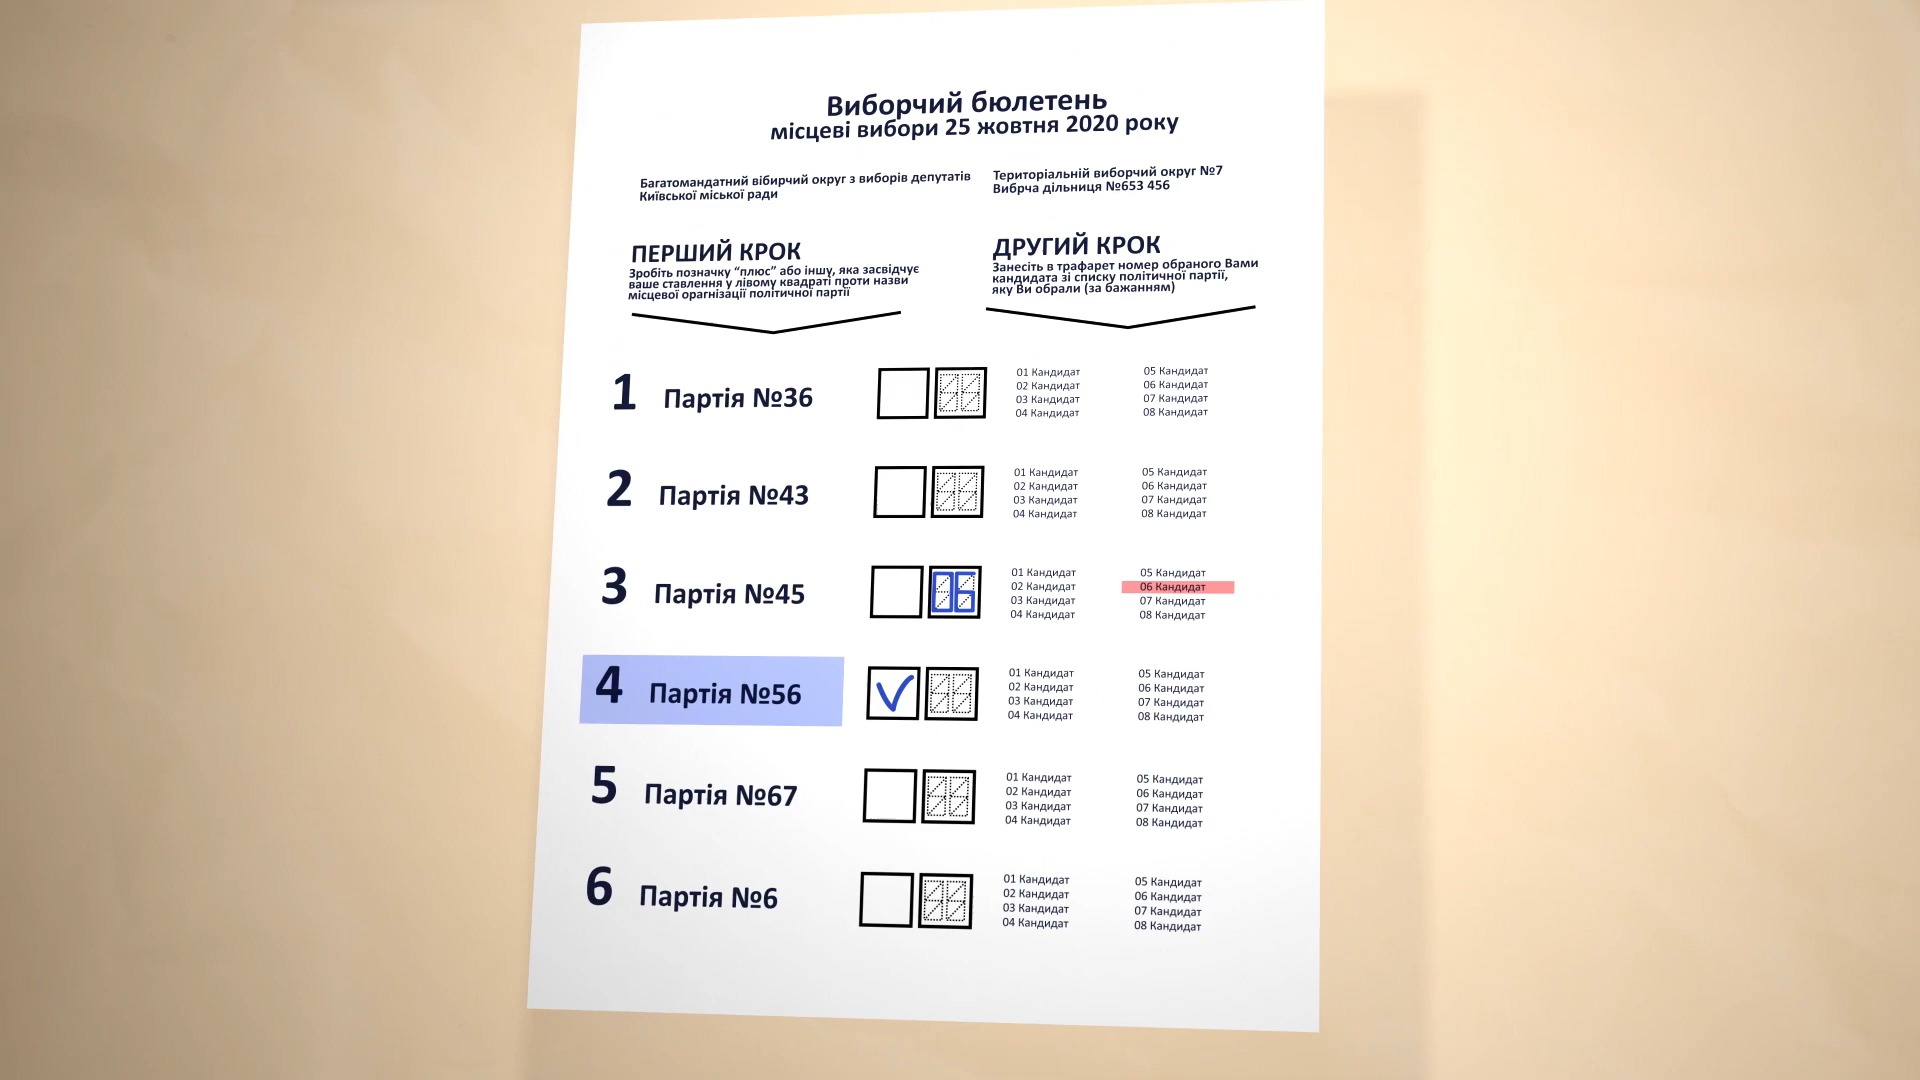 Виборчий бюлетень
місцеві вибори 25 жовтня 2020 року
Багатомандатний вібирчий округ з виборів депутатів
Київської міської ради
Територіальній виборчий округ №7
Вибрча дільниця №653 456
ПЕРШИЙ КРОК
Зробіть позначку “плюс” або іншу, яка засвідчує
ваше ставлення у лівому квадраті проти назви
місцевої орагнізації політичної партії
ДРУГИЙ КРОК
Занесіть в трафарет номер обраного Вами
кандидата зі списку політичної партії,
яку Ви обрали (за бажанням)
1 Партія №36
01 Кандидат 05 Кандидат
02 Кандидат 06 Кандидат
03 Кандидат 07 Кандидат
04 Кандидат 08 Кандидат
2 Партія №43
01 Кандидат 05 Кандидат
02 Кандидат 06 Кандидат
03 Кандидат 07 Кандидат
04 Кандидат 08 Кандидат
3 Партія №45 06
01 Кандидат 05 Кандидат
02 Кандидат 06 Кандидат
03 Кандидат 07 Кандидат
04 Кандидат 08 Кандидат
4 Партія №56
01 Кандидат 05 Кандидат
02 Кандидат 06 Кандидат
03 Кандидат 07 Кандидат
04 Кандидат 08 Кандидат
5 Партія №67
01 Кандидат 05 Кандидат
02 Кандидат 06 Кандидат
03 Кандидат 07 Кандидат
04 Кандидат 08 Кандидат
6 Партія №6
01 Кандидат 05 Кандидат
02 Кандидат 06 Кандидат
03 Кандидат 07 Кандидат
04 Кандидат 08 Кандидат